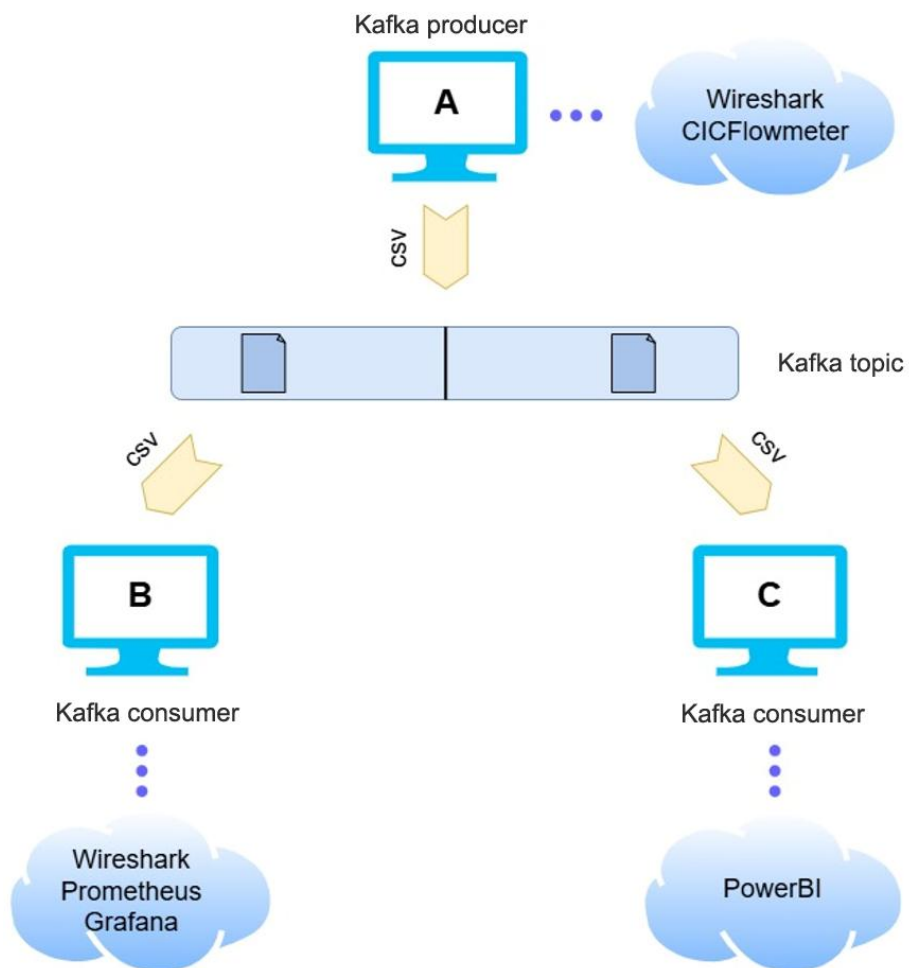 Kafka producer
A
Wireshark
CICFlowmeter
csv
Kafka topic
csv
csv
B
C
Kafka consumer
Kafka consumer
Wireshark
Prometheus
Grafana
PowerBI